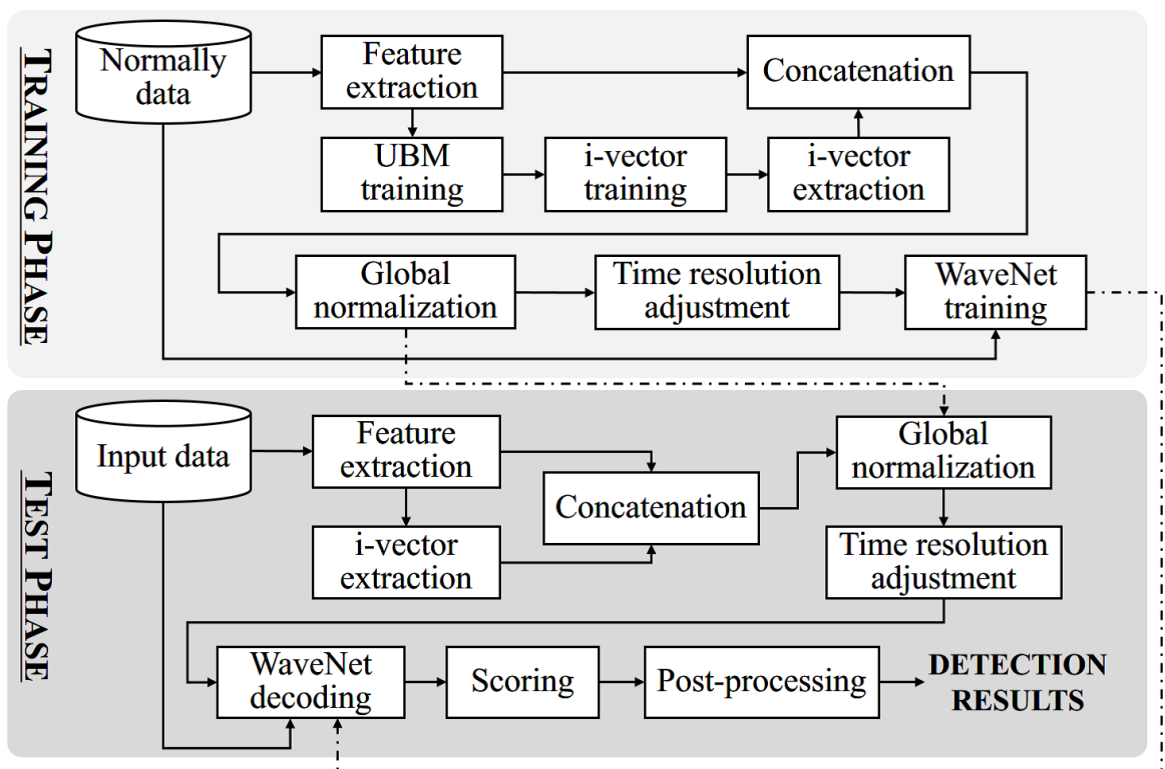 TRAINING PHASE
Normally
data
Feature
extraction
Concatenation
UBM
training
i-vector
training
i-vector
extraction
Global
normalization
Time resolution
adjustment
WaveNet
training
TEST PHASE
Input data
Feature
extraction
i-vector
extraction
Concatenation
Global
normalization
Time resolution
adjustment
WaveNet
decoding
Scoring
Post-processing
DETECTION
RESULTS